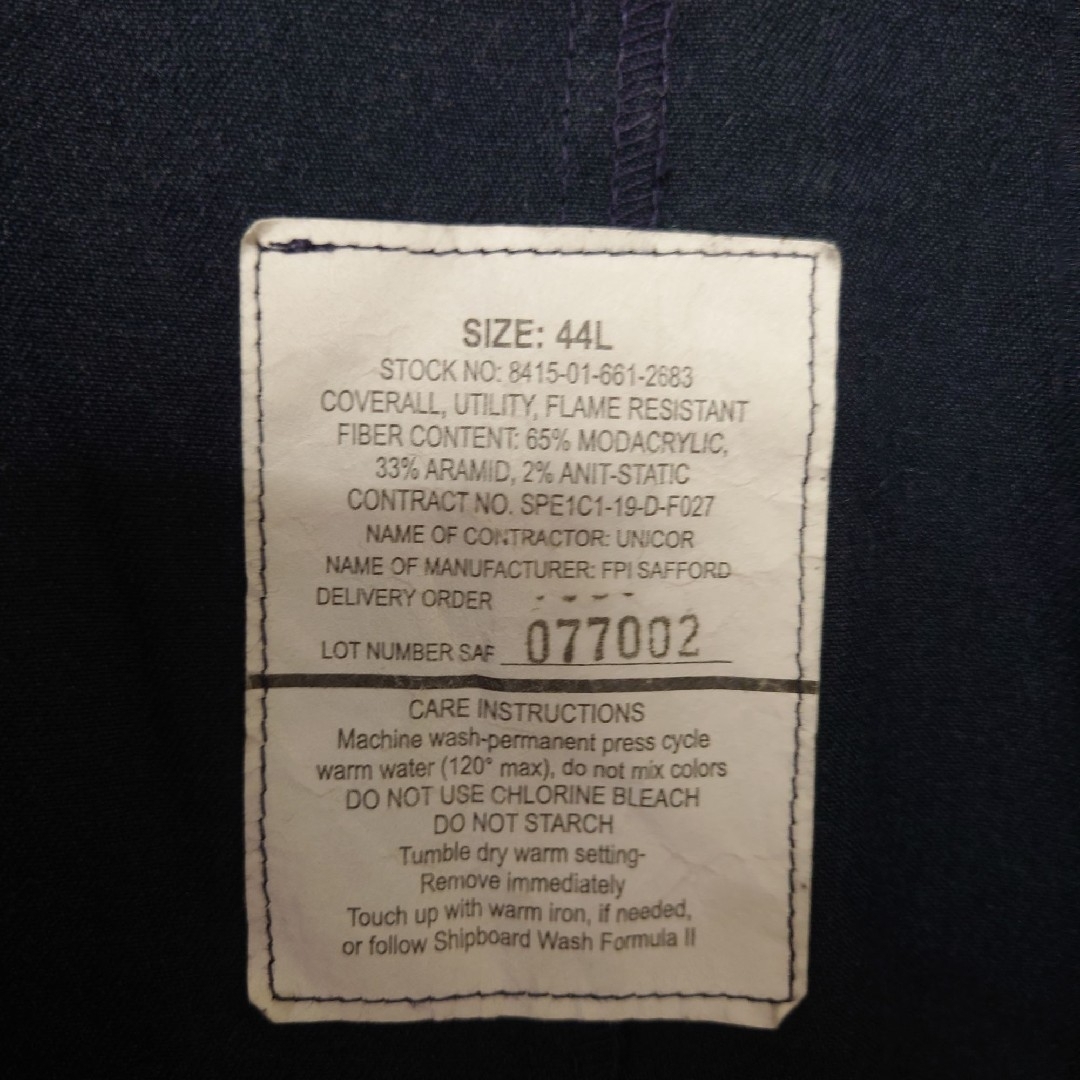 SIZE: 44L
STOCK NO: 8415-01-661-2683
COVERALL, UTILITY, FLAME RESISTANT
FIBER CONTENT: 65% MODACRYLIC,
33% ARAMID, 2% ANIT-STATIC
CONTRACT NO. SPE1C1-19-D-F027
NAME OF CONTRACTOR: UNICOR
NAME OF MANUFACTURER: FPI SAFFORD
DELIVERY ORDER
LOT NUMBER SAF 077002
CARE INSTRUCTIONS
Machine wash-permanent press cycle
warm water (120° max), do not mix colors
DO NOT USE CHLORINE BLEACH
DO NOT STARCH
Tumble dry warm setting-
Remove immediately
Touch up with warm iron, if needed,
or follow Shipboard Wash Formula II